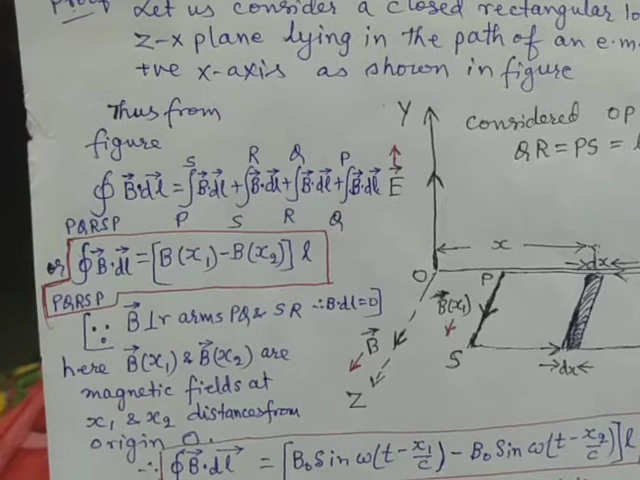 Proof Let us consider a closed rectangular
Z-X plane lying in the path of an e.m
+ve x-axis as shown in figure
Thus from
figure
∮ B⃗·dl⃗ = ∫B⃗·dl⃗ + ∫B⃗·dl⃗ + ∫B⃗·dl⃗ + ∫B⃗·dl⃗
PQRSP P S S R R Q Q P
or ∮B⃗·dl⃗ = [B(x₁) - B(x₂)] l
PQRSP
[∵ B⃗ ⊥r arms PQ & SR ∴ B·dl=0]
here B⃗(x₁) & B⃗(x₂) are
magnetic fields at
x₁ & x₂ distances from
origin O.
∴ ∮B⃗·dl⃗ = [B₀ Sin ω(t - x₁/c) - B₀ Sin ω(t - x₂/c)] l
considered OP
QR = PS =
Y
E⃗
x
dx
O
P
B⃗(x₁)
B⃗
S
dx
Z